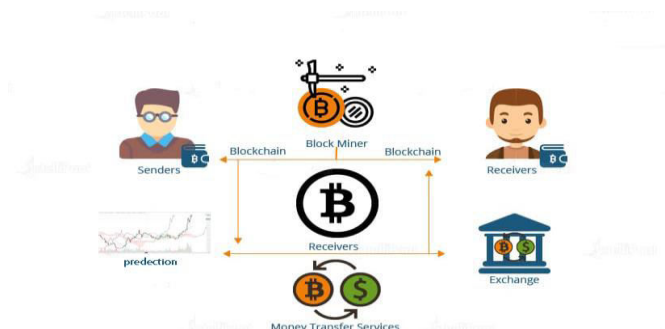 Block Miner
Blockchain
Blockchain
Senders
Receivers
Receivers
predection
Exchange
Money Transfer Services